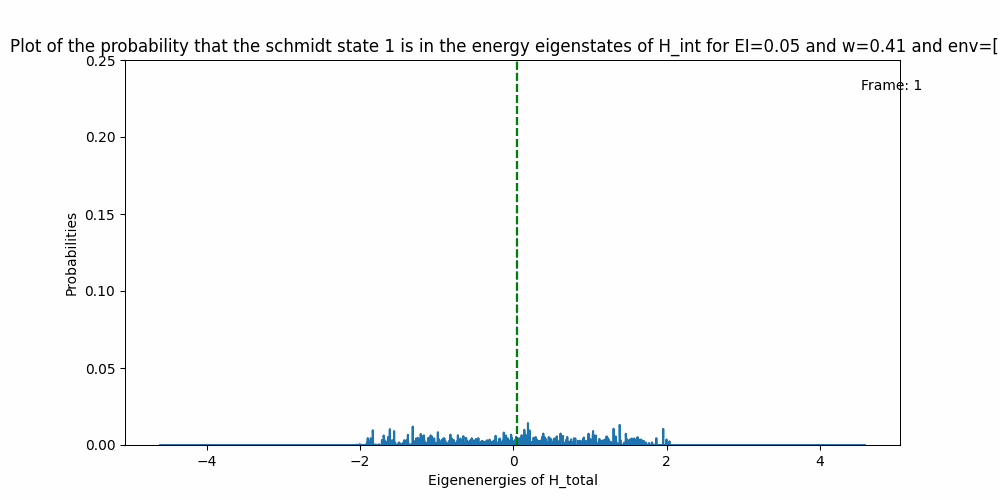 Plot of the probability that the schmidt state 1 is in the energy eigenstates of H_int for EI=0.05 and w=0.41 and env=[
Frame: 1
0.25
0.20
0.15
0.10
0.05
0.00
Probabilities
−4 −2 0 2 4
Eigenenergies of H_total